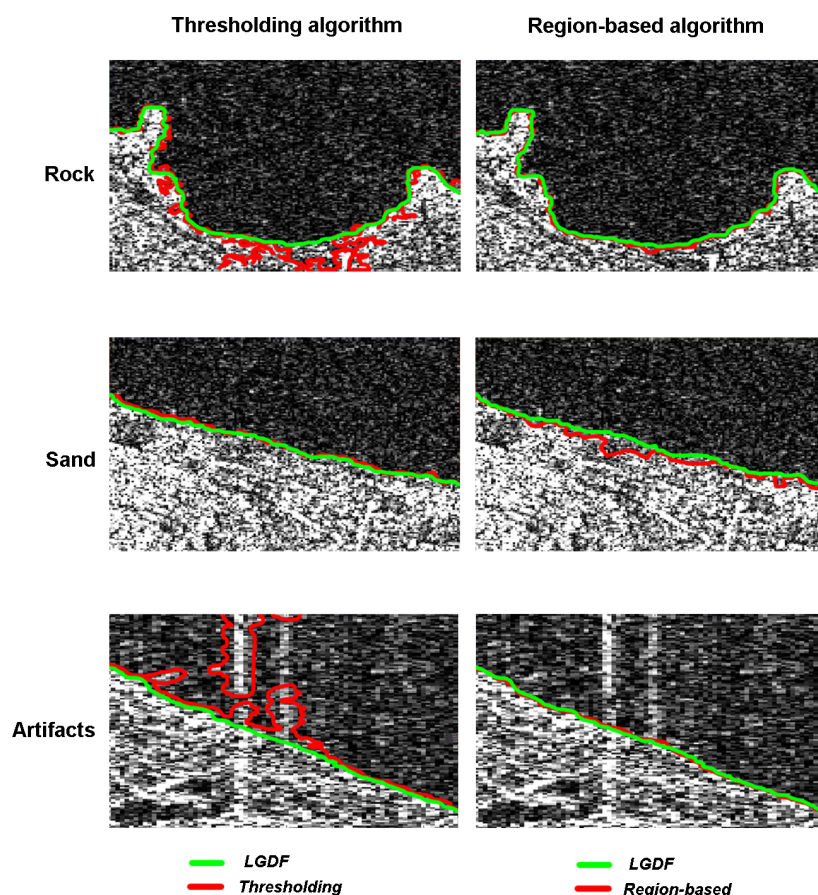 Thresholding algorithm
Region-based algorithm
Rock
Sand
Artifacts
LGDF
Thresholding
LGDF
Region-based